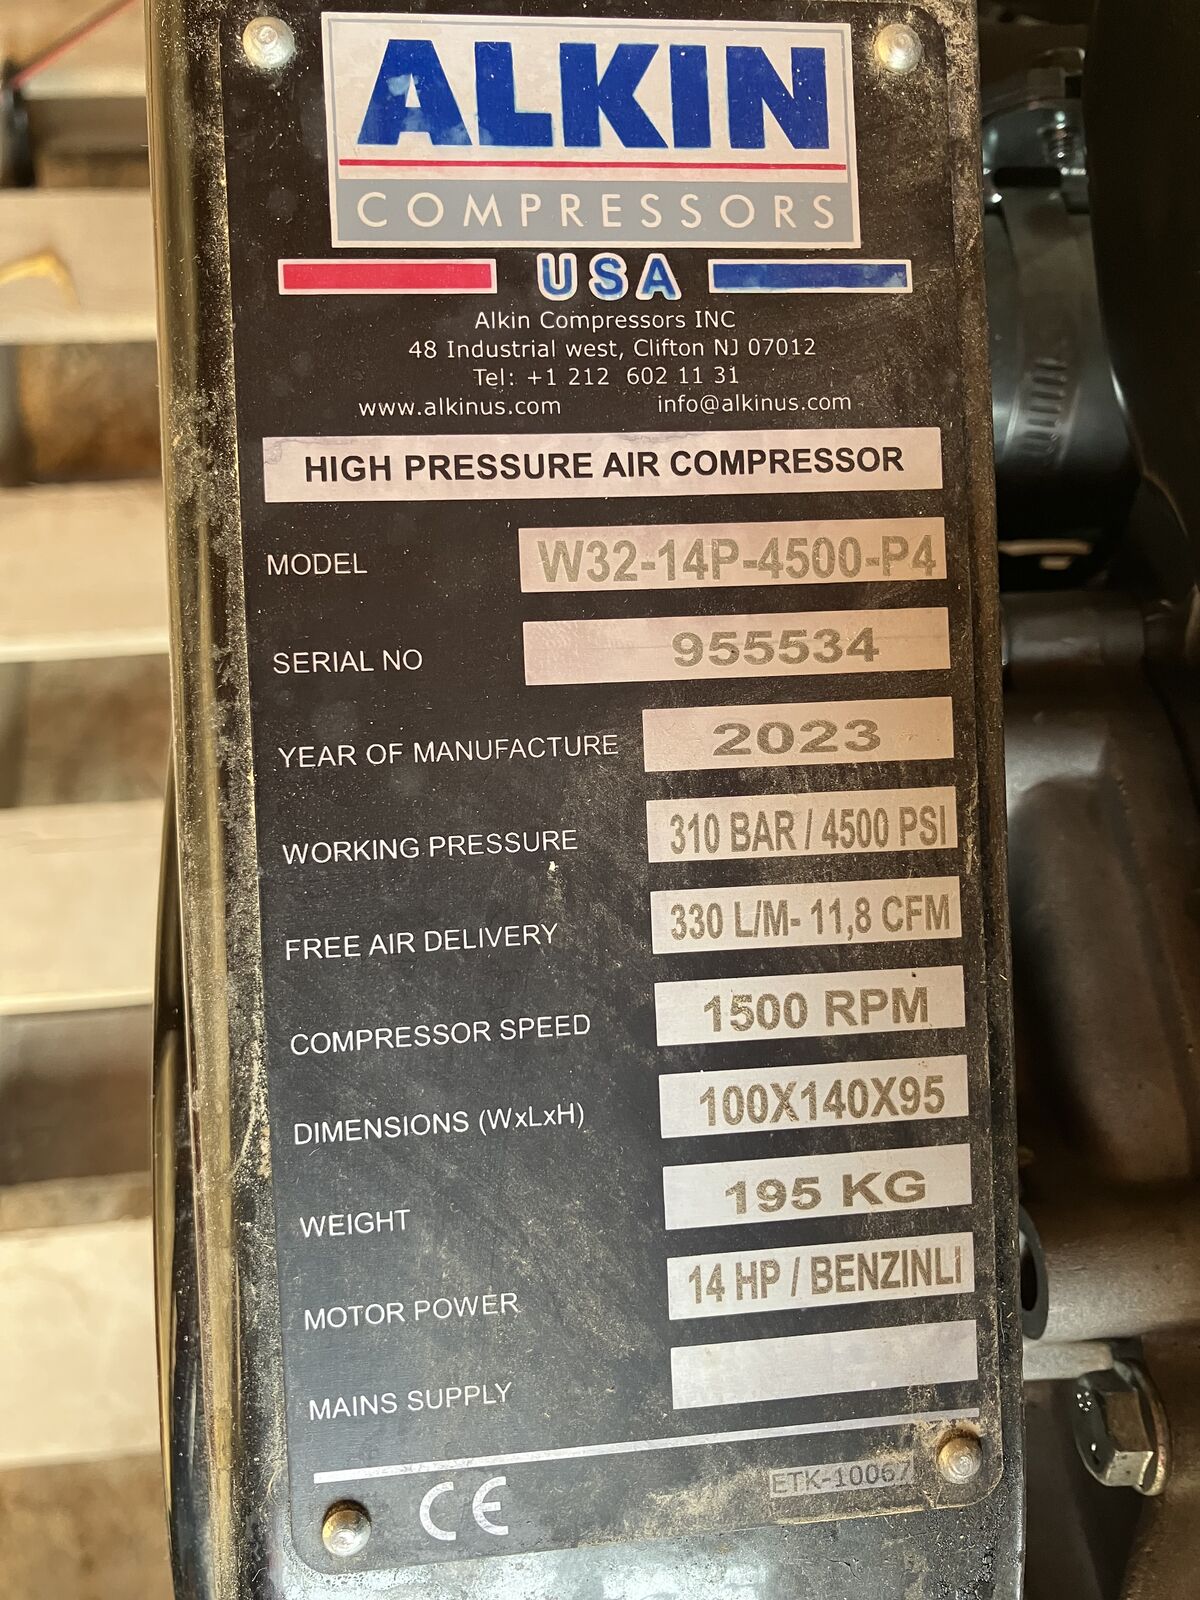 ALKIN
COMPRESSORS
USA
Alkin Compressors INC
48 Industrial west, Clifton NJ 07012
Tel: +1 212 602 11 31
www.alkinus.com info@alkinus.com
HIGH PRESSURE AIR COMPRESSOR
MODEL W32-14P-4500-P4
SERIAL NO 955534
YEAR OF MANUFACTURE 2023
WORKING PRESSURE 310 BAR / 4500 PSI
FREE AIR DELIVERY 330 L/M- 11,8 CFM
COMPRESSOR SPEED 1500 RPM
DIMENSIONS (WxLxH) 100X140X95
WEIGHT 195 KG
MOTOR POWER 14 HP / BENZINLI
MAINS SUPPLY
CE ETK-10067